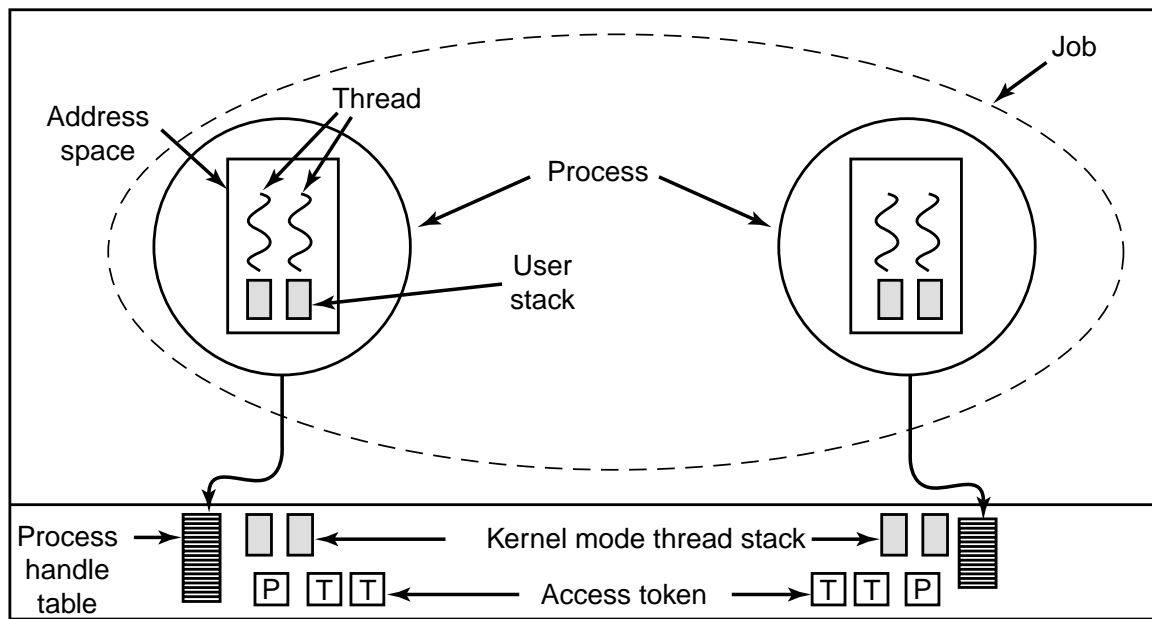 Job
Thread
Address
space
Process
User
stack
Process
handle
table
Kernel mode thread stack
P
T
T
Access token
T
T
P